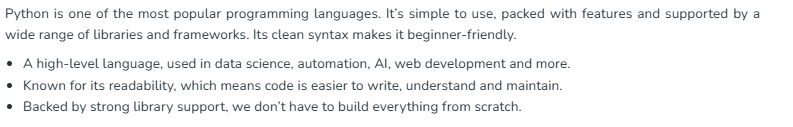 Python is one of the most popular programming languages. It’s simple to use, packed with features and supported by a
wide range of libraries and frameworks. Its clean syntax makes it beginner-friendly.
• A high-level language, used in data science, automation, AI, web development and more.
• Known for its readability, which means code is easier to write, understand and maintain.
• Backed by strong library support, we don’t have to build everything from scratch.